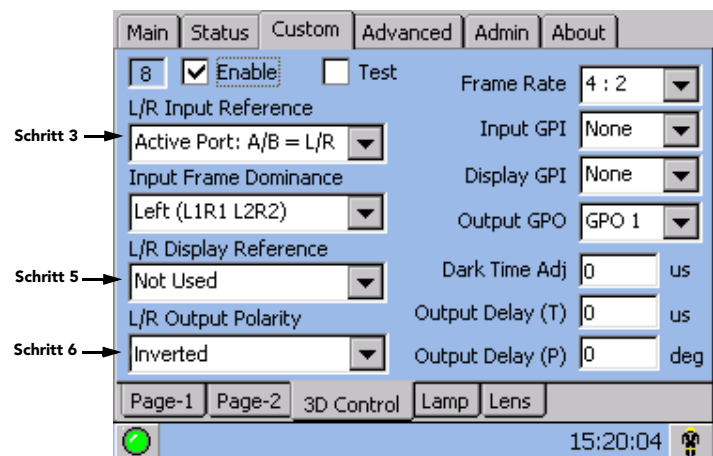 Main Status Custom Advanced Admin About
8 Enable Test
Frame Rate 4 : 2
L/R Input Reference
Schritt 3
Active Port: A/B = L/R
Input GPI None
Input Frame Dominance
Display GPI None
Left (L1R1 L2R2)
Output GPO GPO 1
L/R Display Reference
Schritt 5
Not Used
Dark Time Adj 0 us
L/R Output Polarity
Output Delay (T) 0 us
Schritt 6
Inverted
Output Delay (P) 0 deg
Page-1 Page-2 3D Control Lamp Lens
15:20:04